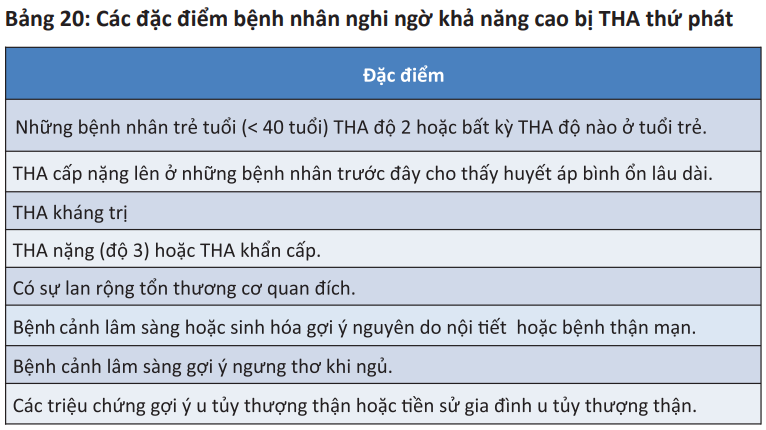 Bảng 20: Các đặc điểm bệnh nhân nghi ngờ khả năng cao bị THA thứ phát
Đặc điểm
Những bệnh nhân trẻ tuổi (< 40 tuổi) THA độ 2 hoặc bất kỳ THA độ nào ở tuổi trẻ.
THA cấp nặng lên ở những bệnh nhân trước đây cho thấy huyết áp bình ổn lâu dài.
THA kháng trị
THA nặng (độ 3) hoặc THA khẩn cấp.
Có sự lan rộng tổn thương cơ quan đích.
Bệnh cảnh lâm sàng hoặc sinh hóa gợi ý nguyên do nội tiết hoặc bệnh thận mạn.
Bệnh cảnh lâm sàng gợi ý ngưng thơ khi ngủ.
Các triệu chứng gợi ý u tủy thượng thận hoặc tiền sử gia đình u tủy thượng thận.